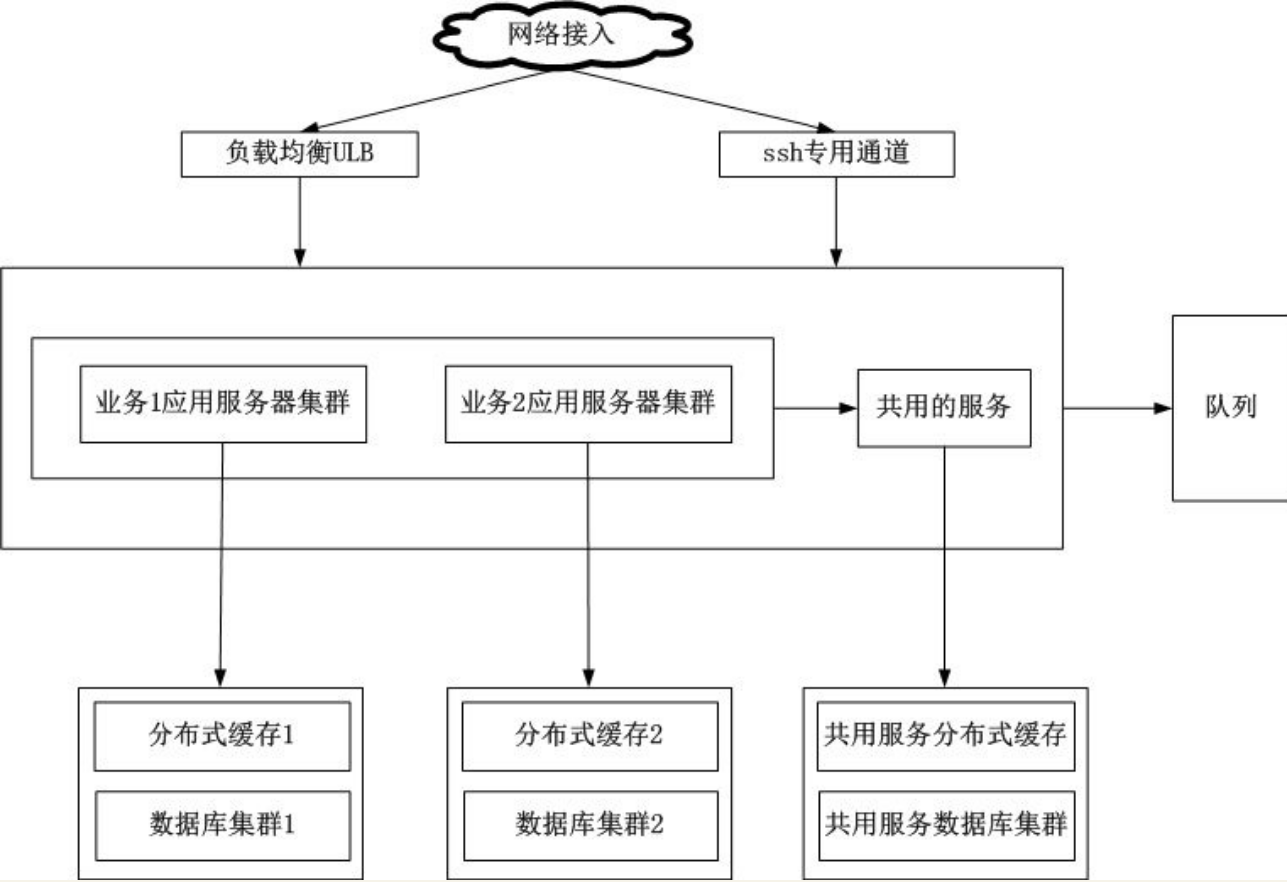 网络接入
负载均衡ULB
ssh专用通道
业务1应用服务器集群
业务2应用服务器集群
共用的服务
队列
分布式缓存1
分布式缓存2
共用服务分布式缓存
数据库集群1
数据库集群2
共用服务数据库集群